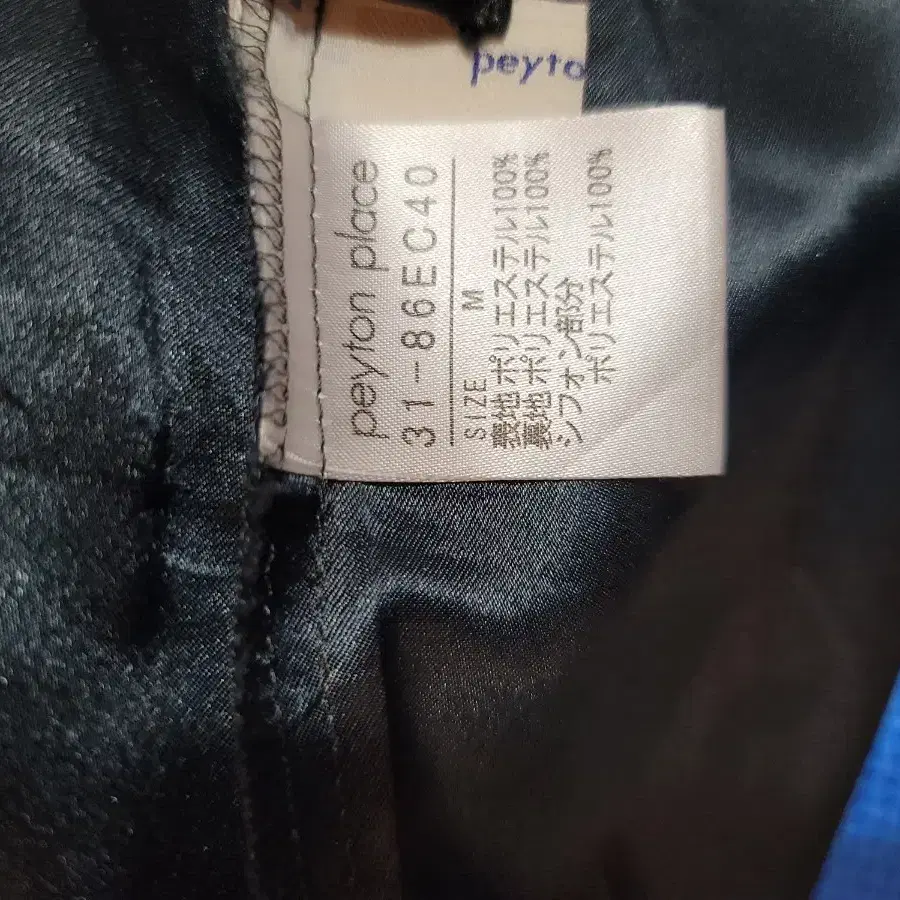 peyto
peyton place
31-86EC40
SIZE M
表地 ポリエステル100%
裏地 ポリエステル100%
シフォン部分
ポリエステル100%